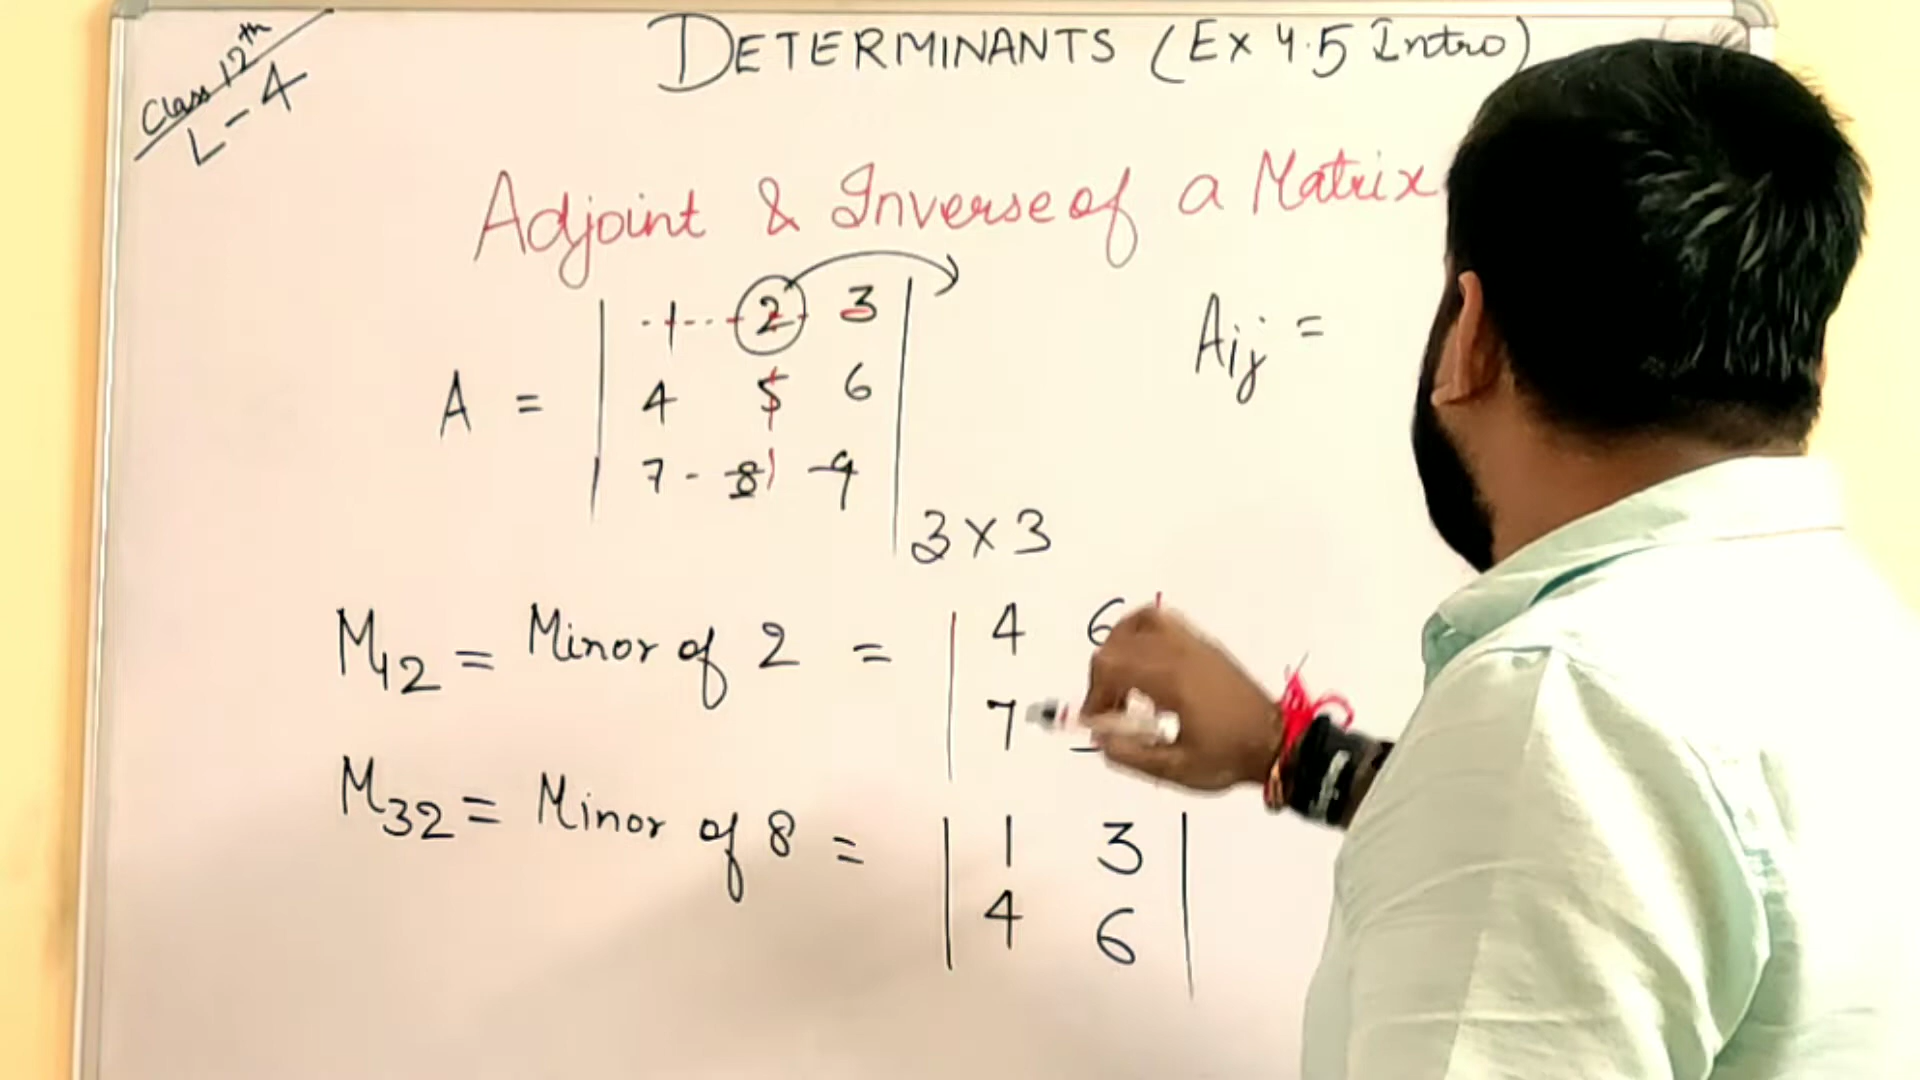 Class 12th
L-4
DETERMINANTS (Ex 4.5 Intro)
Adjoint & Inverse of a Matrix
A = | 1 2 3 |
4 5 6
7 8 9
3 x 3
Aij =
M12 = Minor of 2 = | 4 6 |
7
M32 = Minor of 8 = | 1 3 |
4 6